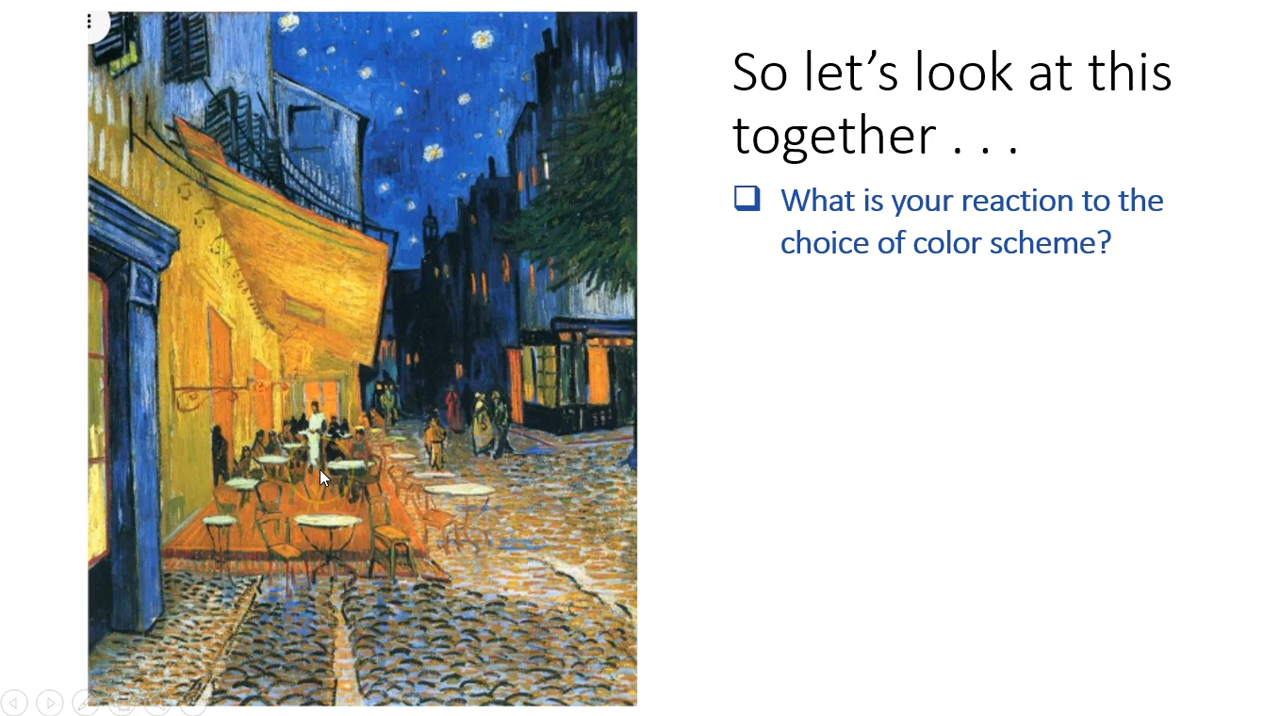 So let’s look at this
together . . .
What is your reaction to the
choice of color scheme?